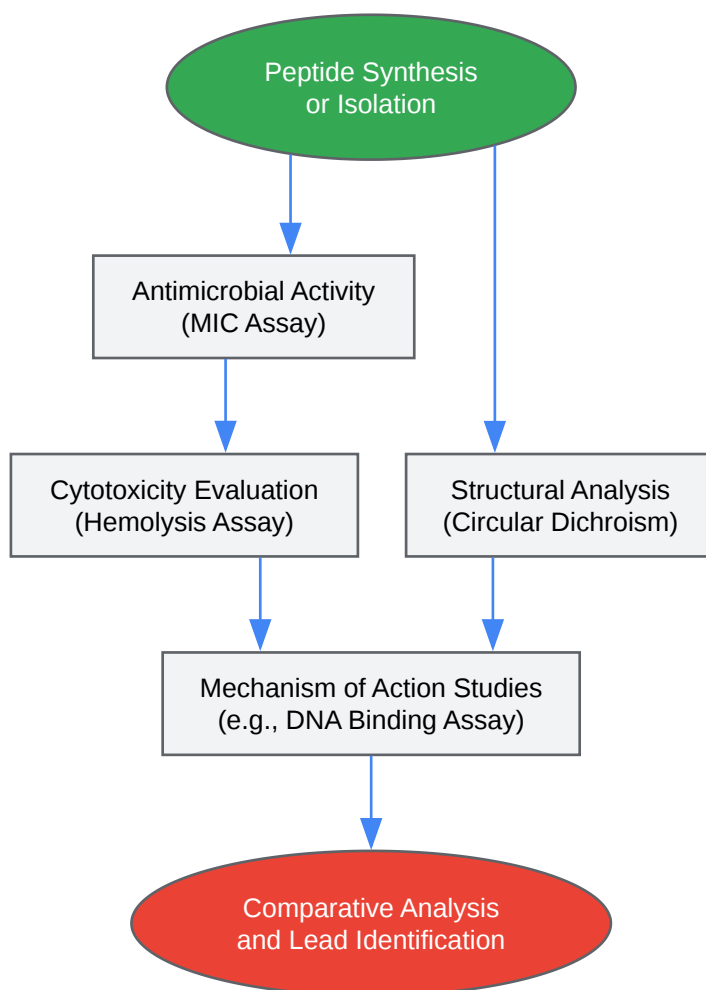 Peptide Synthesis
or Isolation
Antimicrobial Activity
(MIC Assay)
Cytotoxicity Evaluation
(Hemolysis Assay)
Structural Analysis
(Circular Dichroism)
Mechanism of Action Studies
(e.g., DNA Binding Assay)
Comparative Analysis
and Lead Identification